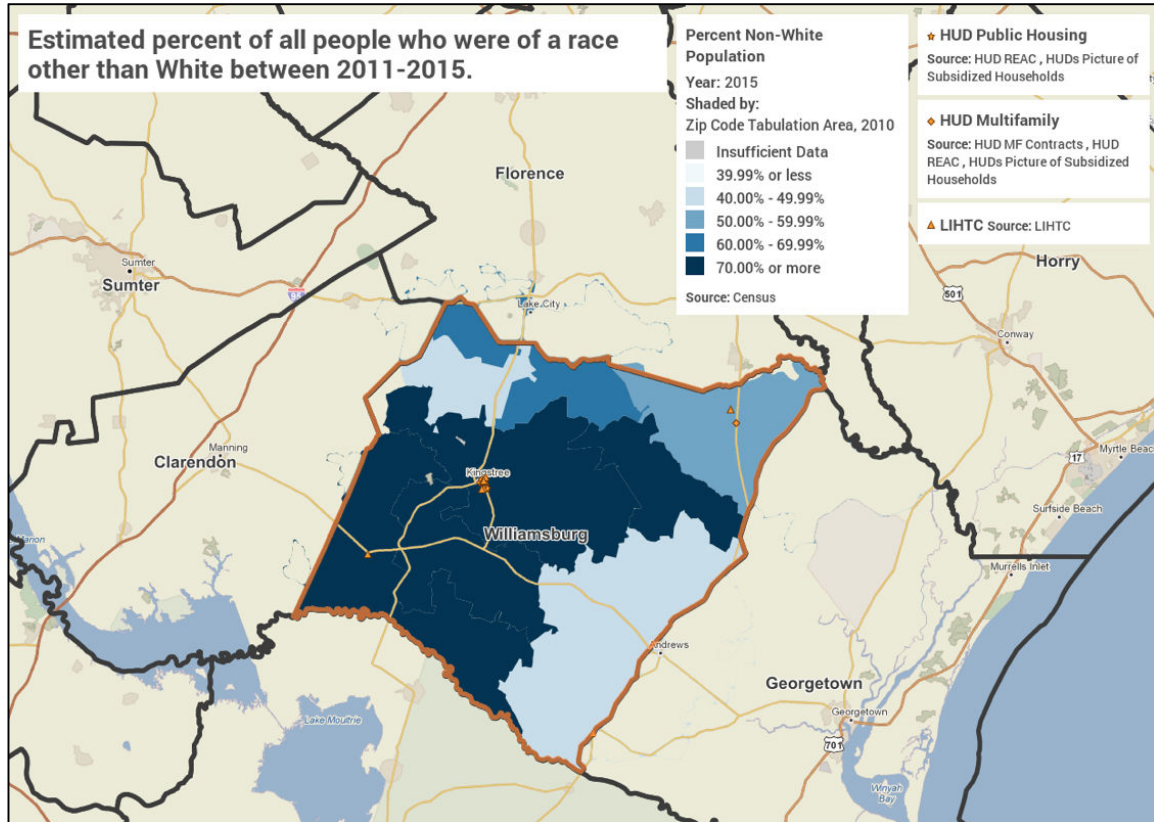 Estimated percent of all people who were of a race
other than White between 2011-2015.
Percent Non-White
Population
Year: 2015
Shaded by:
Zip Code Tabulation Area, 2010
Insufficient Data
39.99% or less
40.00% - 49.99%
50.00% - 59.99%
60.00% - 69.99%
70.00% or more
Source: Census
HUD Public Housing
Source: HUD REAC , HUDs Picture of
Subsidized Households
HUD Multifamily
Source: HUD MF Contracts , HUD
REAC , HUDs Picture of Subsidized
Households
LIHTC Source: LIHTC
Florence
Sumter
Sumter
Lake City
Horry
501
Conway
Manning
Clarendon
Kingstree
Williamsburg
17
Myrtle Beach
Surfside Beach
Murrells Inlet
Andrews
Georgetown
Georgetown
701
Lake Moultrie
Winyah
Bay